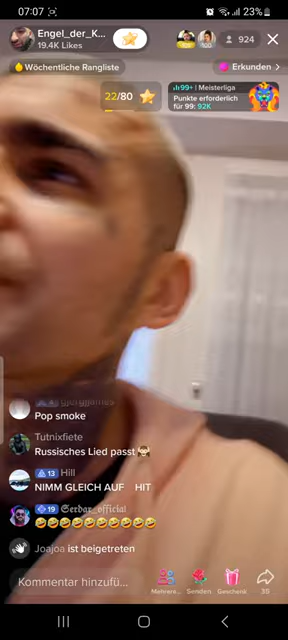 07:07
23%
Engel_der_K...
19.4K Likes
924
Wöchentliche Rangliste
Erkunden >
22/80
99+ | Meisterliga
Punkte erforderlich
für 99: 92K
Pop smoke
Tutnixfiete
Russisches Lied passt
13 Hill
NIMM GLEICH AUF HIT
19 𝕾𝖊𝖗𝖉𝖆𝖗_𝖔𝖋𝖋𝖎𝖈𝖎𝖆𝖑
🤣🤣🤣🤣🤣🤣🤣🤣🤣🤣
Joajoa ist beigetreten
Kommentar hinzufü...
Mehrere...
Senden
Geschenk
38